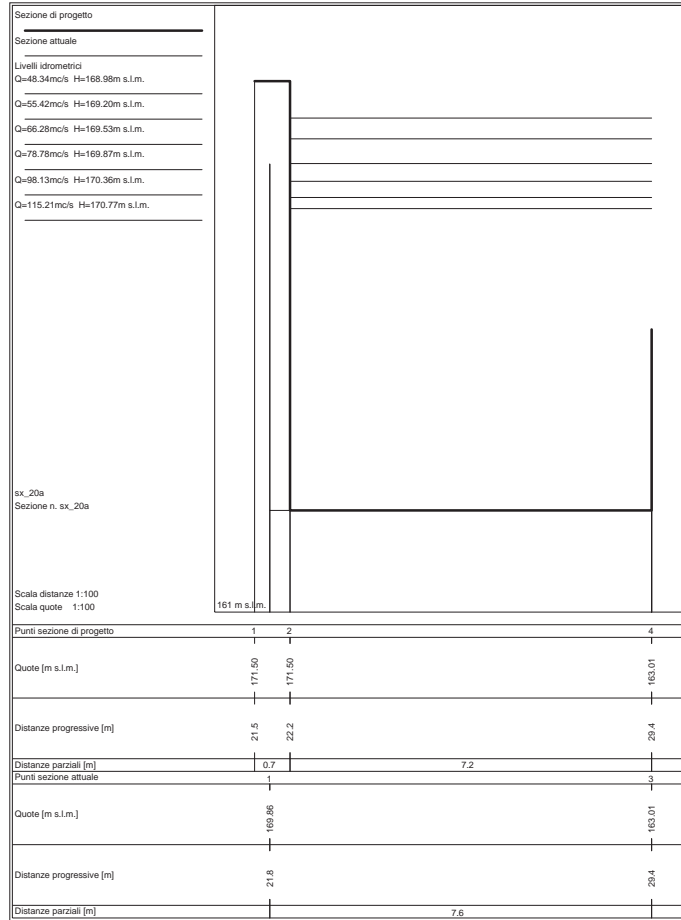 Sezione di progetto
Sezione attuale
Livelli idrometrici
Q=48.34mc/s H=168.98m s.l.m.
Q=55.42mc/s H=169.20m s.l.m.
Q=66.28mc/s H=169.53m s.l.m.
Q=78.78mc/s H=169.87m s.l.m.
Q=98.13mc/s H=170.36m s.l.m.
Q=115.21mc/s H=170.77m s.l.m.
sx_20a
Sezione n. sx_20a
Scala distanze 1:100
Scala quote 1:100
161 m s.l.m.
Punti sezione di progetto 1 2 4
Quote [m s.l.m.] 171.50 171.50 163.01
Distanze progressive [m] 21.5 22.2 29.4
Distanze parziali [m] 0.7 7.2
Punti sezione attuale 1 3
Quote [m s.l.m.] 169.86 163.01
Distanze progressive [m] 21.8 29.4
Distanze parziali [m] 7.6